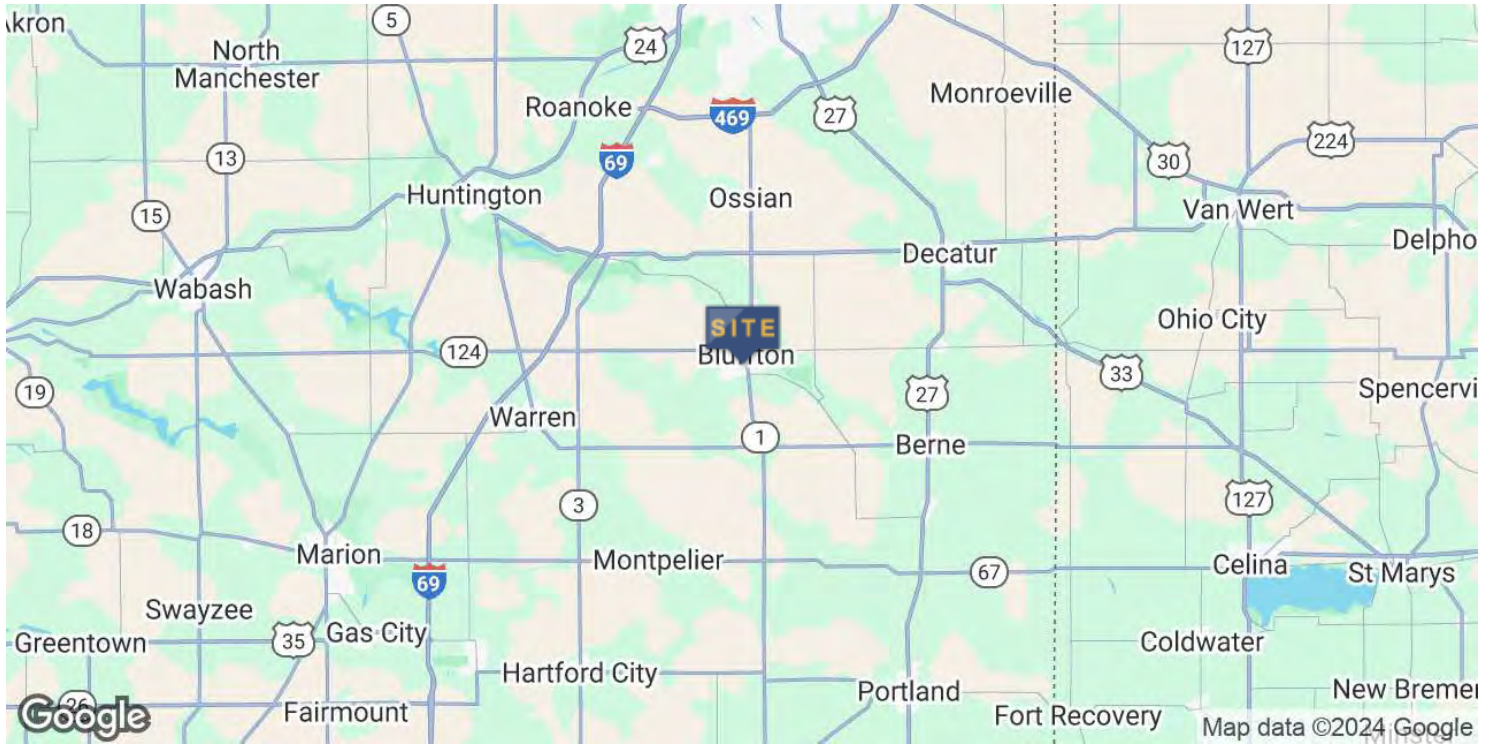 Akron
5
North
Manchester
24
127
Roanoke
Monroeville
469
27
224
13
69
30
Huntington
Ossian
Van Wert
15
Decatur
Delpho
Wabash
SITE
Ohio City
Bluffton
124
19
33
27
Spencervi
Warren
1
Berne
3
127
18
Marion
Montpelier
67
Celina
St Marys
69
Swayzee
Greentown
35
Gas City
Coldwater
Hartford City
Portland
New Bremer
26
Google
Fairmount
Fort Recovery
Map data ©2024 Google